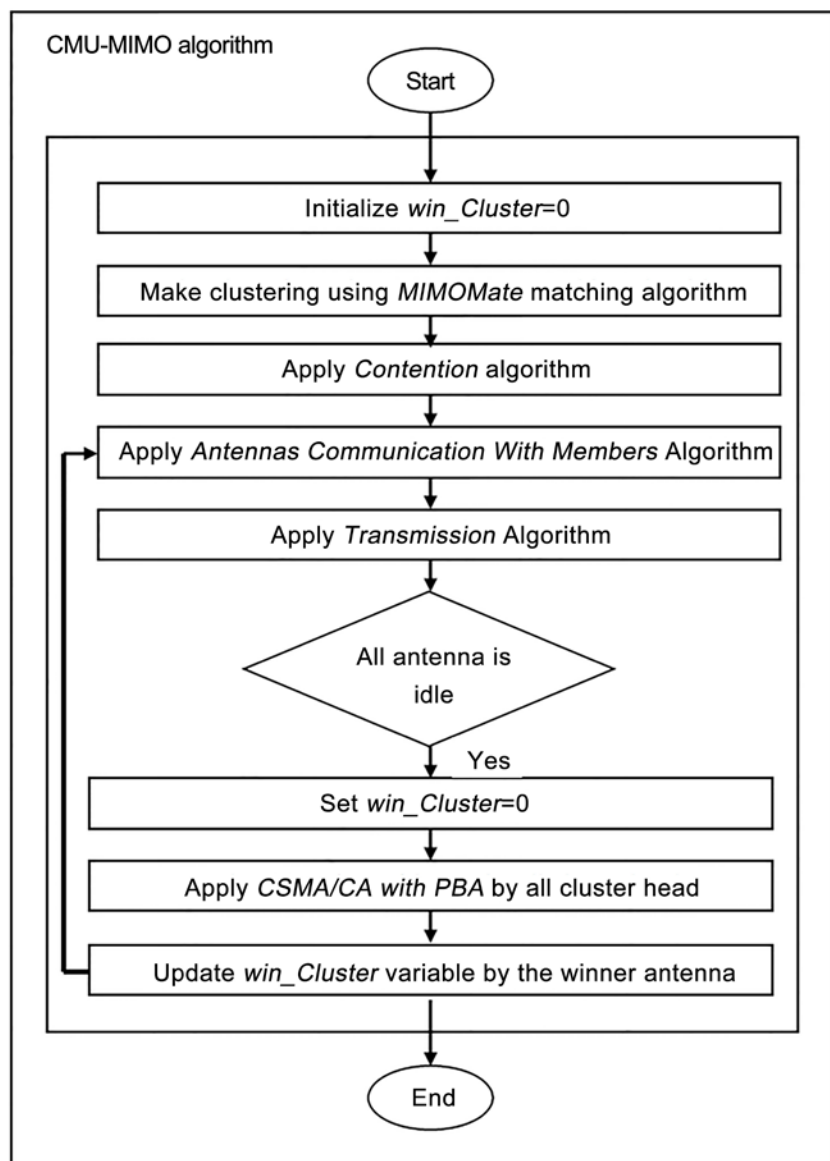 CMU-MIMO algorithm
Start
Initialize win_Cluster=0
Make clustering using MIMOMate matching algorithm
Apply Contention algorithm
Apply Antennas Communication With Members Algorithm
Apply Transmission Algorithm
All antenna is
idle
Yes
Set win_Cluster=0
Apply CSMA/CA with PBA by all cluster head
Update win_Cluster variable by the winner antenna
End